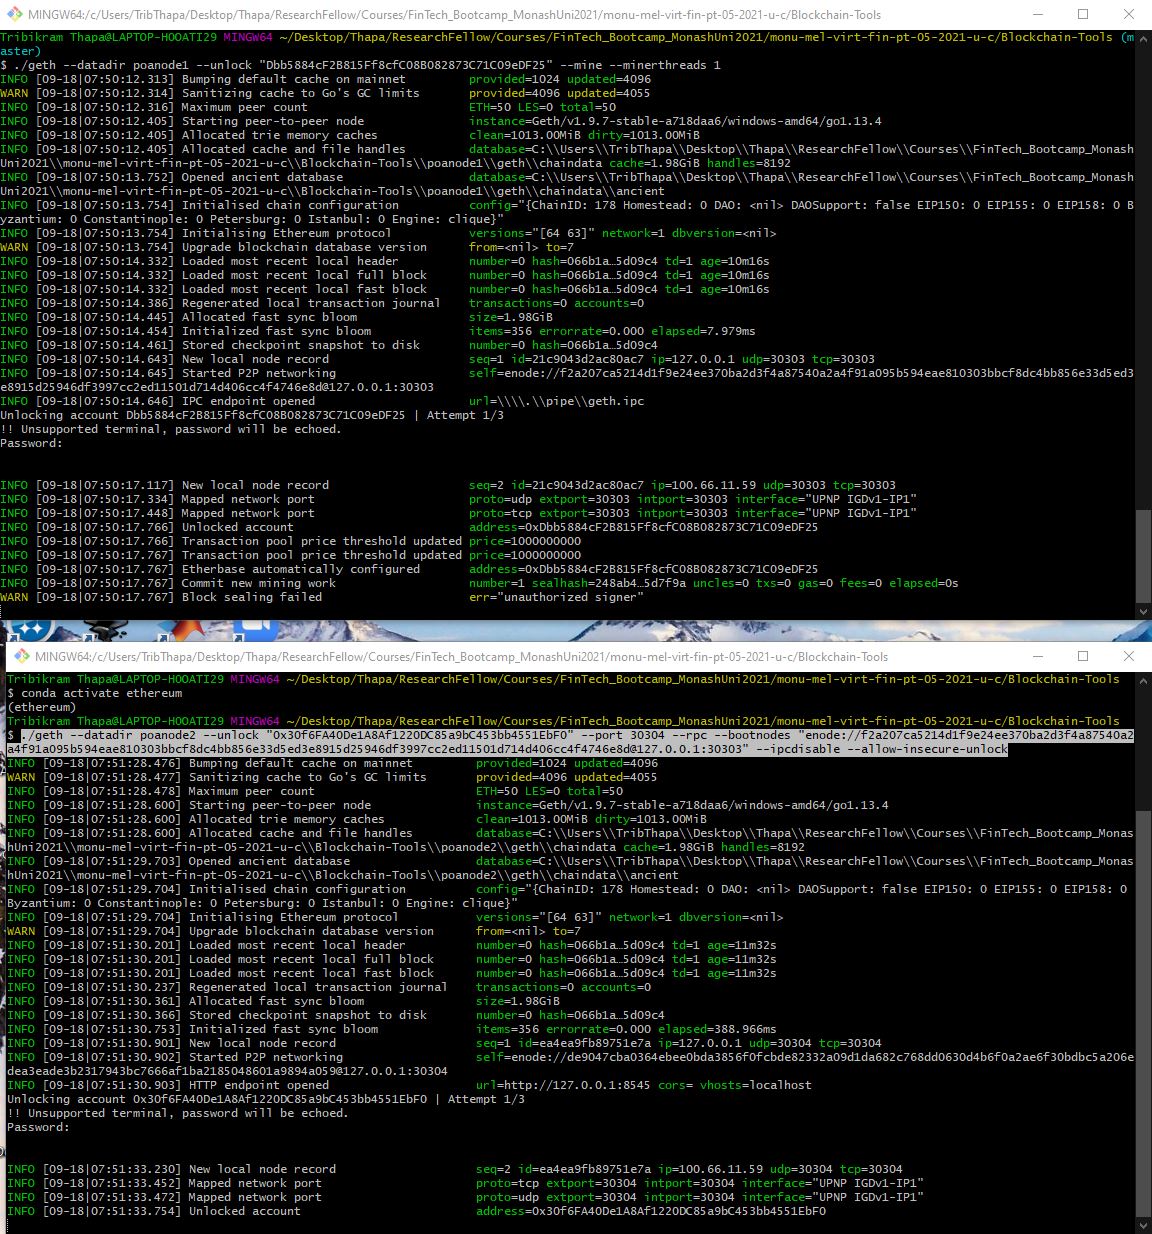 MINGW64:/c/Users/TribThapa/Desktop/Thapa/ResearchFellow/Courses/FinTech_Bootcamp_MonashUni2021/monu-mel-virt-fin-pt-05-2021-u-c/Blockchain-Tools
Tribikram Thapa@LAPTOP-HOOATI29 MINGW64 ~/Desktop/Thapa/ResearchFellow/Courses/FinTech_Bootcamp_MonashUni2021/monu-mel-virt-fin-pt-05-2021-u-c/Blockchain-Tools (m
aster)
$ ./geth --datadir poanode1 --unlock "Dbb5884cF2B815Ff8cfC08B082873C71C09eDF25" --mine --minerthreads 1
INFO [09-18|07:50:12.313] Bumping default cache on mainnet provided=1024 updated=4096
WARN [09-18|07:50:12.314] Sanitizing cache to Go's GC limits provided=4096 updated=4055
INFO [09-18|07:50:12.316] Maximum peer count ETH=50 LES=0 total=50
INFO [09-18|07:50:12.405] Starting peer-to-peer node instance=Geth/v1.9.7-stable-a718daa6/windows-amd64/go1.13.4
INFO [09-18|07:50:12.405] Allocated trie memory caches clean=1013.00MiB dirty=1013.00MiB
INFO [09-18|07:50:12.405] Allocated cache and file handles database=C:\\Users\\TribThapa\\Desktop\\Thapa\\ResearchFellow\\Courses\\FinTech_Bootcamp_Monash
Uni2021\\monu-mel-virt-fin-pt-05-2021-u-c\\Blockchain-Tools\\poanode1\\geth\\chaindata cache=1.98GiB handles=8192
INFO [09-18|07:50:13.752] Opened ancient database database=C:\\Users\\TribThapa\\Desktop\\Thapa\\ResearchFellow\\Courses\\FinTech_Bootcamp_Monash
Uni2021\\monu-mel-virt-fin-pt-05-2021-u-c\\Blockchain-Tools\\poanode1\\geth\\chaindata\\ancient
INFO [09-18|07:50:13.754] Initialised chain configuration config="{ChainID: 178 Homestead: 0 DAO: <nil> DAOSupport: false EIP150: 0 EIP155: 0 EIP158: 0 B
yzantium: 0 Constantinople: 0 Petersburg: 0 Istanbul: 0 Engine: clique}"
INFO [09-18|07:50:13.754] Initialising Ethereum protocol versions="[64 63]" network=1 dbversion=<nil>
WARN [09-18|07:50:13.754] Upgrade blockchain database version from=<nil> to=7
INFO [09-18|07:50:14.332] Loaded most recent local header number=0 hash=066b1a…5d09c4 td=1 age=10m16s
INFO [09-18|07:50:14.332] Loaded most recent local full block number=0 hash=066b1a…5d09c4 td=1 age=10m16s
INFO [09-18|07:50:14.332] Loaded most recent local fast block number=0 hash=066b1a…5d09c4 td=1 age=10m16s
INFO [09-18|07:50:14.386] Regenerated local transaction journal transactions=0 accounts=0
INFO [09-18|07:50:14.445] Allocated fast sync bloom size=1.98GiB
INFO [09-18|07:50:14.454] Initialized fast sync bloom items=356 errorrate=0.000 elapsed=7.979ms
INFO [09-18|07:50:14.461] Stored checkpoint snapshot to disk number=0 hash=066b1a…5d09c4
INFO [09-18|07:50:14.643] New local node record seq=1 id=21c9043d2c80ac7 ip=127.0.0.1 udp=30303 tcp=30303
INFO [09-18|07:50:14.645] Started P2P networking self=enode://f2a207ca5214d1f9e24ee370ba2d3f4a87540a2a4f91a095b594eae810303bbcf8dc4bb856e33d5ed3
e8915d25946df3997cc2ed11501d714d406cc4f4746e8d@127.0.0.1:30303
INFO [09-18|07:50:14.646] IPC endpoint opened url=\\\\.\\pipe\\geth.ipc
Unlocking account Dbb5884cF2B815Ff8cfC08B082873C71C09eDF25 | Attempt 1/3
!! Unsupported terminal, password will be echoed.
Password:
INFO [09-18|07:50:17.117] New local node record seq=2 id=21c9043d2c80ac7 ip=100.66.11.59 udp=30303 tcp=30303
INFO [09-18|07:50:17.334] Mapped network port proto=udp extport=30303 intport=30303 interface="UPNP IGDv1-IP1"
INFO [09-18|07:50:17.448] Mapped network port proto=tcp extport=30303 intport=30303 interface="UPNP IGDv1-IP1"
INFO [09-18|07:50:17.766] Unlocked account address=0xDbb5884cF2B815Ff8cfC08B082873C71C09eDF25
INFO [09-18|07:50:17.766] Transaction pool price threshold updated price=1000000000
INFO [09-18|07:50:17.767] Transaction pool price threshold updated price=1000000000
INFO [09-18|07:50:17.767] Etherbase automatically configured address=0xDbb5884cF2B815Ff8cfC08B082873C71C09eDF25
INFO [09-18|07:50:17.767] Commit new mining work number=1 sealhash=248ab4…5d7f9a uncles=0 txs=0 gas=0 fees=0 elapsed=0s
WARN [09-18|07:50:17.767] Block sealing failed err="unauthorized signer"
MINGW64:/c/Users/TribThapa/Desktop/Thapa/ResearchFellow/Courses/FinTech_Bootcamp_MonashUni2021/monu-mel-virt-fin-pt-05-2021-u-c/Blockchain-Tools
Tribikram Thapa@LAPTOP-HOOATI29 MINGW64 ~/Desktop/Thapa/ResearchFellow/Courses/FinTech_Bootcamp_MonashUni2021/monu-mel-virt-fin-pt-05-2021-u-c/Blockchain-Tools
$ conda activate ethereum
(ethereum)
Tribikram Thapa@LAPTOP-HOOATI29 MINGW64 ~/Desktop/Thapa/ResearchFellow/Courses/FinTech_Bootcamp_MonashUni2021/monu-mel-virt-fin-pt-05-2021-u-c/Blockchain-Tools
$ ./geth --datadir poanode2 --unlock "0x30f6FA40De1A8Af1220DC85a9bC453bb4551EbF0" --port 30304 --rpc --bootnodes "enode://f2a207ca5214d1f9e24ee370ba2d3f4a87540a2
a4f91a095b594eae810303bbcf8dc4bb856e33d5ed3e8915d25946df3997cc2ed11501d714d406cc4f4746e8d@127.0.0.1:30303" --ipcdisable --allow-insecure-unlock
INFO [09-18|07:51:28.476] Bumping default cache on mainnet provided=1024 updated=4096
WARN [09-18|07:51:28.477] Sanitizing cache to Go's GC limits provided=4096 updated=4055
INFO [09-18|07:51:28.478] Maximum peer count ETH=50 LES=0 total=50
INFO [09-18|07:51:28.600] Starting peer-to-peer node instance=Geth/v1.9.7-stable-a718daa6/windows-amd64/go1.13.4
INFO [09-18|07:51:28.600] Allocated trie memory caches clean=1013.00MiB dirty=1013.00MiB
INFO [09-18|07:51:28.600] Allocated cache and file handles database=C:\\Users\\TribThapa\\Desktop\\Thapa\\ResearchFellow\\Courses\\FinTech_Bootcamp_Monas
hUni2021\\monu-mel-virt-fin-pt-05-2021-u-c\\Blockchain-Tools\\poanode2\\geth\\chaindata cache=1.98GiB handles=8192
INFO [09-18|07:51:29.703] Opened ancient database database=C:\\Users\\TribThapa\\Desktop\\Thapa\\ResearchFellow\\Courses\\FinTech_Bootcamp_Monas
hUni2021\\monu-mel-virt-fin-pt-05-2021-u-c\\Blockchain-Tools\\poanode2\\geth\\chaindata\\ancient
INFO [09-18|07:51:29.704] Initialised chain configuration config="{ChainID: 178 Homestead: 0 DAO: <nil> DAOSupport: false EIP150: 0 EIP155: 0 EIP158: 0
Byzantium: 0 Constantinople: 0 Petersburg: 0 Istanbul: 0 Engine: clique}"
INFO [09-18|07:51:29.704] Initialising Ethereum protocol versions="[64 63]" network=1 dbversion=<nil>
WARN [09-18|07:51:29.704] Upgrade blockchain database version from=<nil> to=7
INFO [09-18|07:51:30.201] Loaded most recent local header number=0 hash=066b1a…5d09c4 td=1 age=11m32s
INFO [09-18|07:51:30.201] Loaded most recent local full block number=0 hash=066b1a…5d09c4 td=1 age=11m32s
INFO [09-18|07:51:30.201] Loaded most recent local fast block number=0 hash=066b1a…5d09c4 td=1 age=11m32s
INFO [09-18|07:51:30.237] Regenerated local transaction journal transactions=0 accounts=0
INFO [09-18|07:51:30.361] Allocated fast sync bloom size=1.98GiB
INFO [09-18|07:51:30.366] Stored checkpoint snapshot to disk number=0 hash=066b1a…5d09c4
INFO [09-18|07:51:30.753] Initialized fast sync bloom items=356 errorrate=0.000 elapsed=388.966ms
INFO [09-18|07:51:30.901] New local node record seq=1 id=ea4ea9fb89751e7a ip=127.0.0.1 udp=30304 tcp=30304
INFO [09-18|07:51:30.902] Started P2P networking self=enode://de9047cba0364ebee0bda3856f0fcbde82332a09d1da682c768dd0630d4b6f0a2ae6f30bdbc5a206e
dea3eade3b2317943bc7666af1ba2185048601a9894a059@127.0.0.1:30304
INFO [09-18|07:51:30.903] HTTP endpoint opened url=http://127.0.0.1:8545 cors= vhosts=localhost
Unlocking account 0x30f6FA40De1A8Af1220DC85a9bC453bb4551EbF0 | Attempt 1/3
!! Unsupported terminal, password will be echoed.
Password:
INFO [09-18|07:51:33.230] New local node record seq=2 id=ea4ea9fb89751e7a ip=100.66.11.59 udp=30304 tcp=30304
INFO [09-18|07:51:33.452] Mapped network port proto=tcp extport=30304 intport=30304 interface="UPNP IGDv1-IP1"
INFO [09-18|07:51:33.472] Mapped network port proto=udp extport=30304 intport=30304 interface="UPNP IGDv1-IP1"
INFO [09-18|07:51:33.754] Unlocked account address=0x30f6FA40De1A8Af1220DC85a9bC453bb4551EbF0